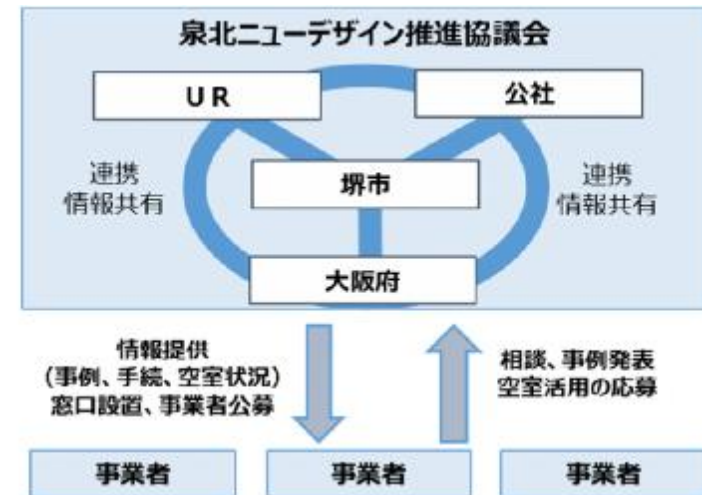 泉北ニューデザイン推進協議会
UR
公社
連携
情報共有
堺市
連携
情報共有
大阪府
情報提供
（事例、手続、空室状況）
窓口設置、事業者公募
相談、事例発表
空室活用の応募
事業者
事業者
事業者